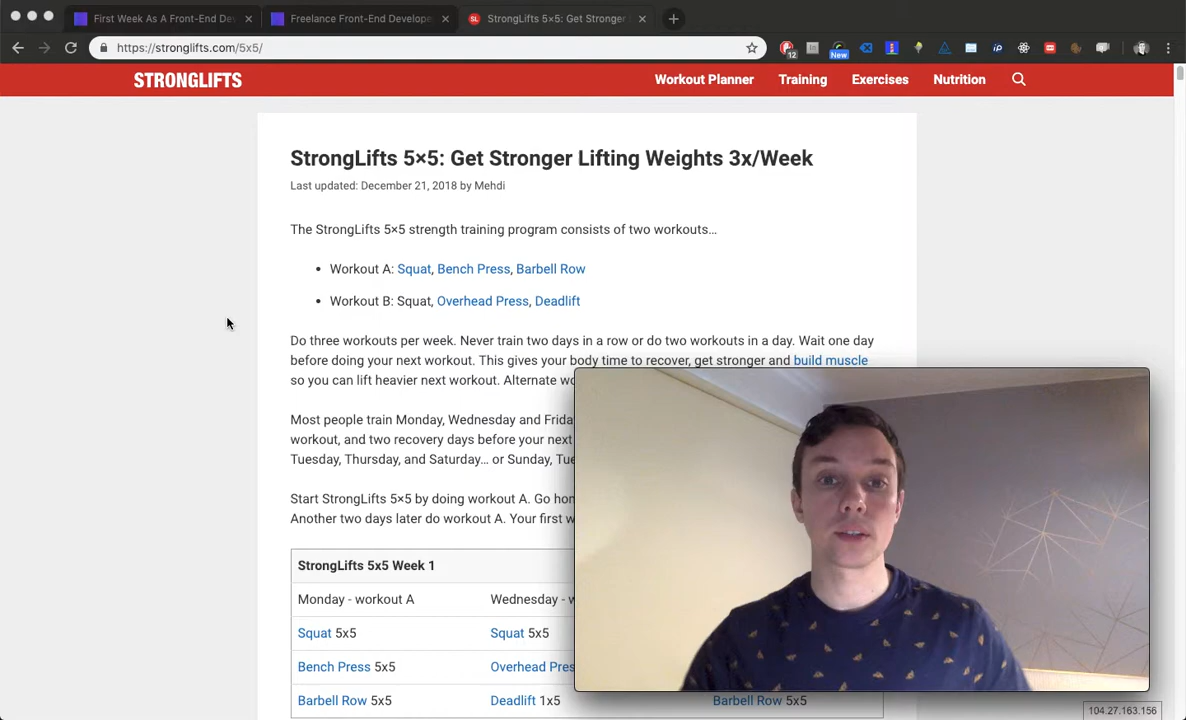 First Week As A Front-End Dev
Freelance Front-End Develope
StrongLifts 5×5: Get Stronger
https://stronglifts.com/5x5/
12
New
STRONGLIFTS
Workout Planner
Training
Exercises
Nutrition
StrongLifts 5×5: Get Stronger Lifting Weights 3x/Week
Last updated: December 21, 2018 by Mehdi
The StrongLifts 5×5 strength training program consists of two workouts…
• Workout A: Squat, Bench Press, Barbell Row
• Workout B: Squat, Overhead Press, Deadlift
Do three workouts per week. Never train two days in a row or do two workouts in a day. Wait one day
before doing your next workout. This gives your body time to recover, get stronger and build muscle
so you can lift heavier next workout. Alternate wo
Most people train Monday, Wednesday and Frida
workout, and two recovery days before your next
Tuesday, Thursday, and Saturday… or Sunday, Tue
Start StrongLifts 5×5 by doing workout A. Go hon
Another two days later do workout A. Your first w
StrongLifts 5x5 Week 1
Monday - workout A Wednesday - w
Squat 5x5 Squat 5x5
Bench Press 5x5 Overhead Pres
Barbell Row 5x5 Deadlift 1x5 Barbell Row 5x5
104.27.163.156